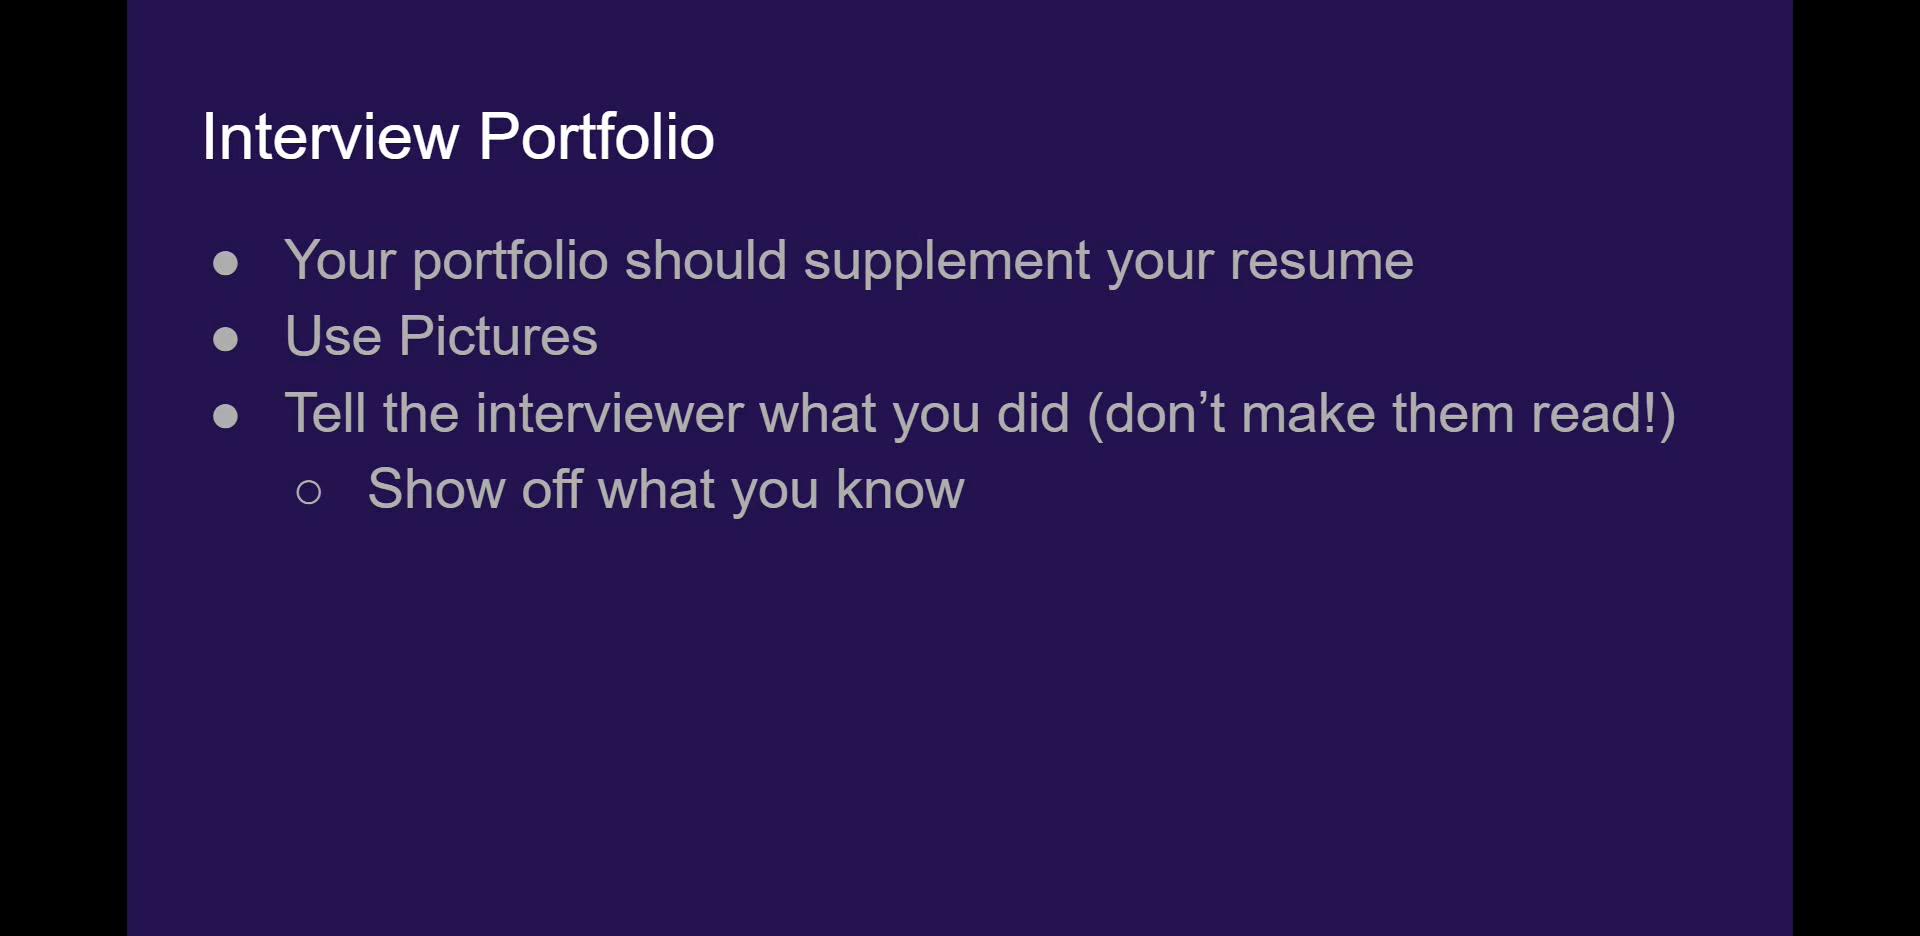 Interview Portfolio
● Your portfolio should supplement your resume
● Use Pictures
● Tell the interviewer what you did (don’t make them read!)
○ Show off what you know